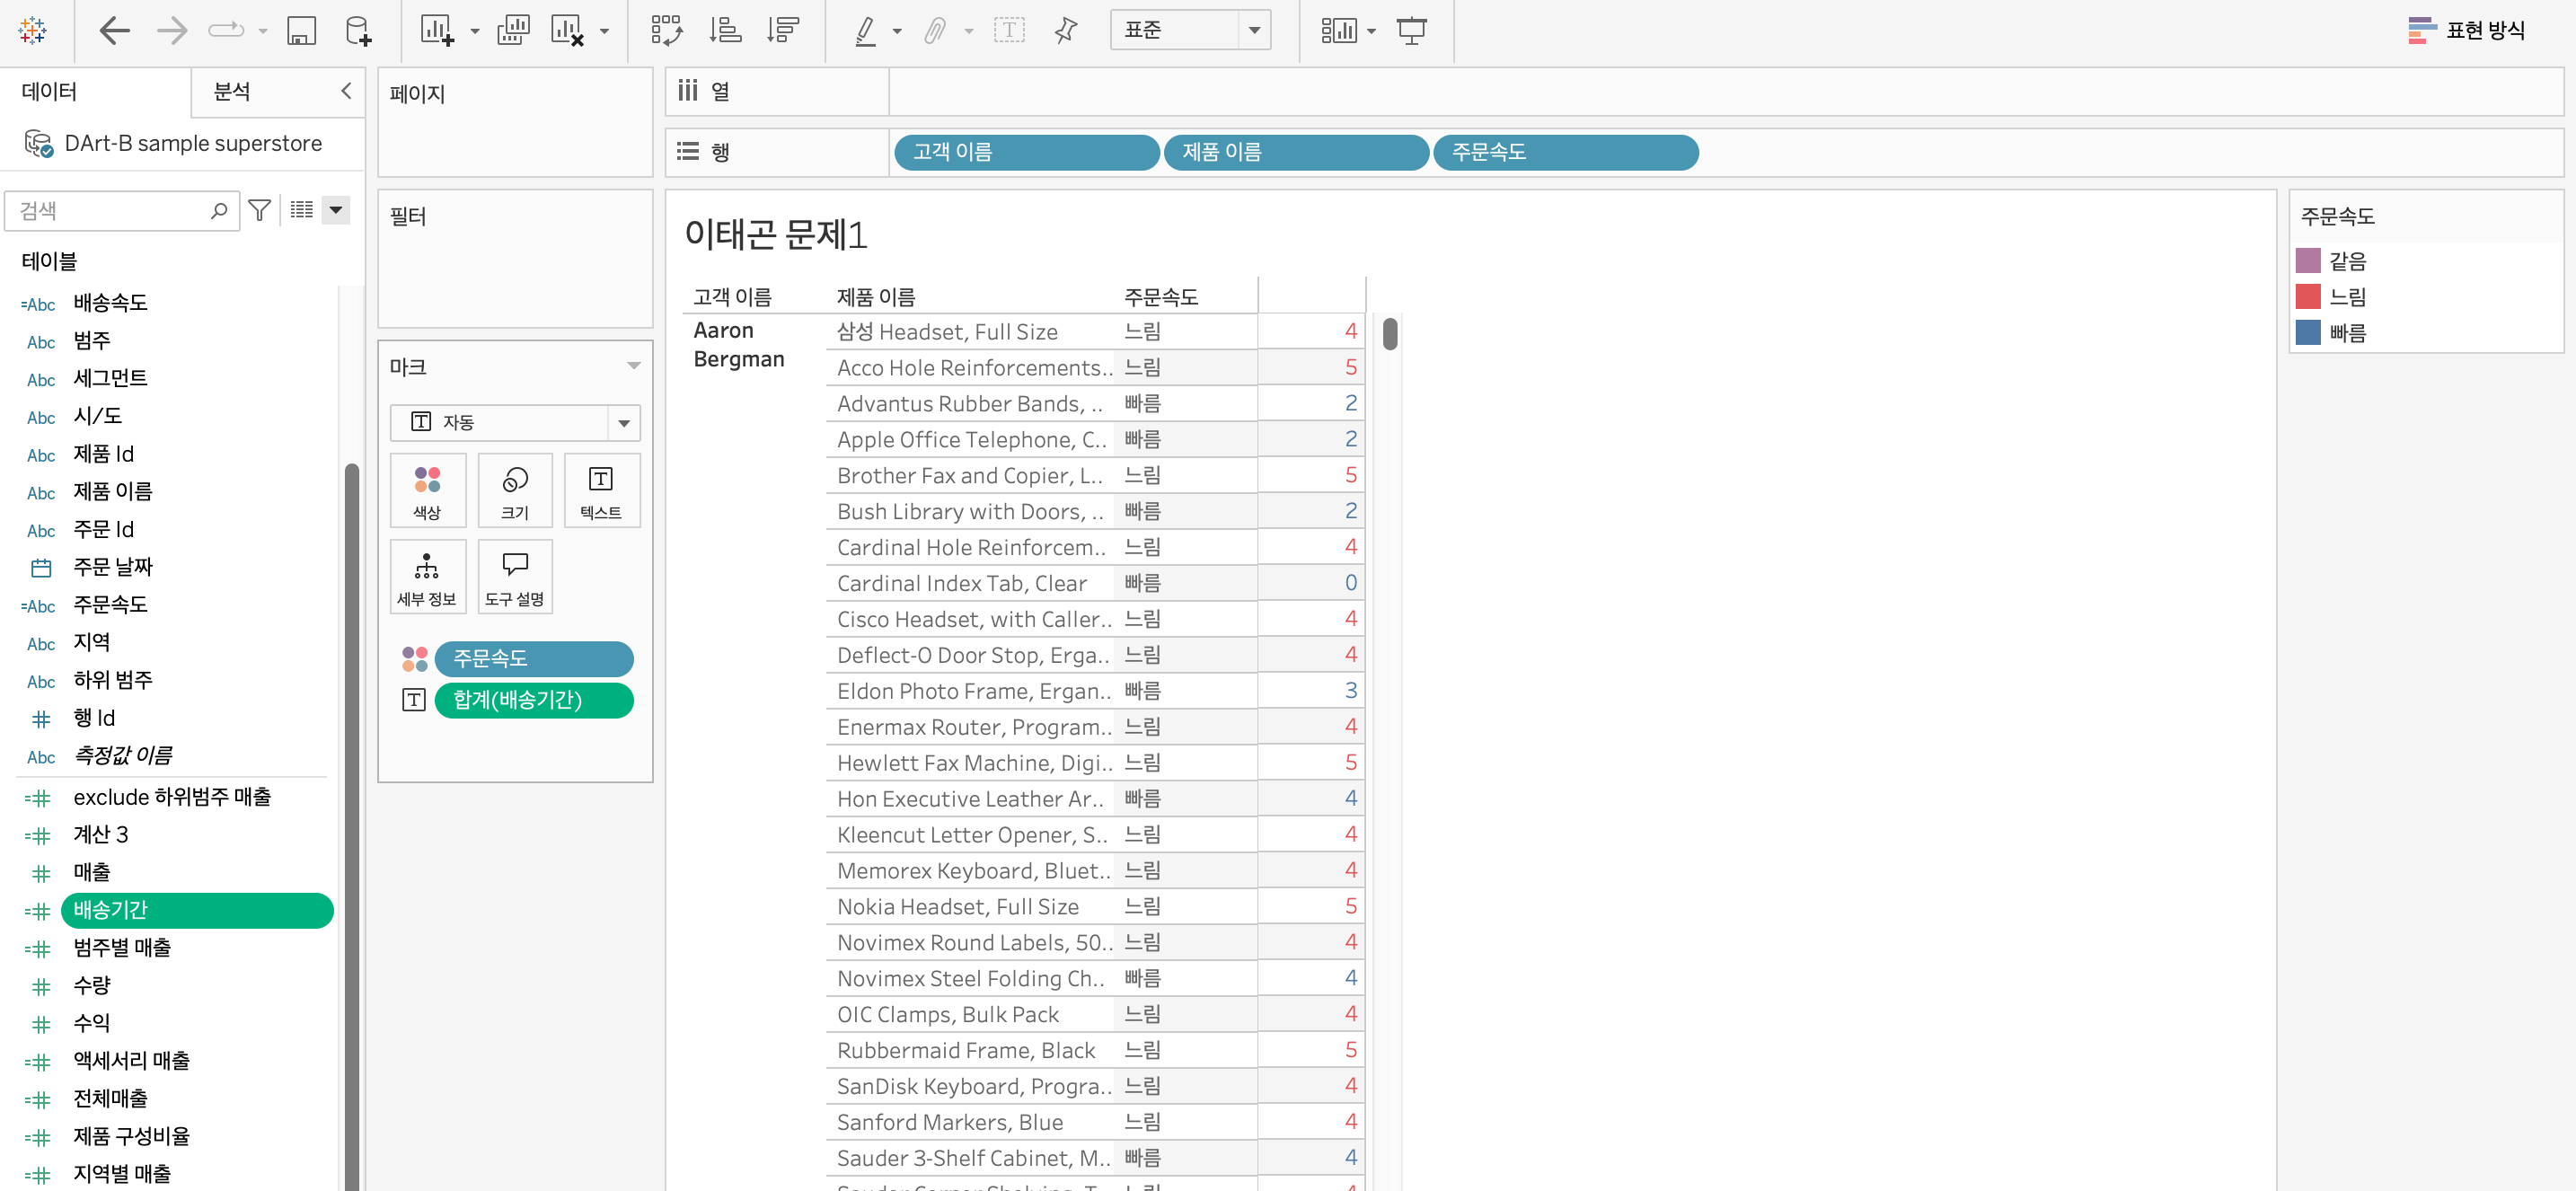 표준
표현 방식
데이터
분석
DArt-B sample superstore
검색
테이블
=Abc 배송속도
Abc 범주
Abc 세그먼트
Abc 시/도
Abc 제품 Id
Abc 제품 이름
Abc 주문 Id
주문 날짜
=Abc 주문속도
Abc 지역
Abc 하위 범주
# 행 Id
Abc 측정값 이름
=# exclude 하위범주 매출
=# 계산 3
# 매출
=# 배송기간
=# 범주별 매출
# 수량
# 수익
=# 액세서리 매출
=# 전체매출
=# 제품 구성비율
=# 지역별 매출
페이지
필터
마크
T 자동
색상
크기
T 텍스트
세부 정보
도구 설명
주문속도
T 합계(배송기간)
열
행 고객 이름 제품 이름 주문속도
이태곤 문제1
고객 이름 제품 이름 주문속도
Aaron Bergman
삼성 Headset, Full Size 느림 4
Acco Hole Reinforcements.. 느림 5
Advantus Rubber Bands, .. 빠름 2
Apple Office Telephone, C.. 빠름 2
Brother Fax and Copier, L.. 느림 5
Bush Library with Doors, .. 빠름 2
Cardinal Hole Reinforcem.. 느림 4
Cardinal Index Tab, Clear 빠름 0
Cisco Headset, with Caller.. 느림 4
Deflect-O Door Stop, Erga.. 느림 4
Eldon Photo Frame, Ergan.. 빠름 3
Enermax Router, Program.. 느림 4
Hewlett Fax Machine, Digi.. 느림 5
Hon Executive Leather Ar.. 빠름 4
Kleencut Letter Opener, S.. 느림 4
Memorex Keyboard, Bluet.. 느림 4
Nokia Headset, Full Size 느림 5
Novimex Round Labels, 50.. 느림 4
Novimex Steel Folding Ch.. 빠름 4
OIC Clamps, Bulk Pack 느림 4
Rubbermaid Frame, Black 느림 5
SanDisk Keyboard, Progra.. 느림 4
Sanford Markers, Blue 느림 4
Sauder 3-Shelf Cabinet, M.. 빠름 4
주문속도
같음
느림
빠름